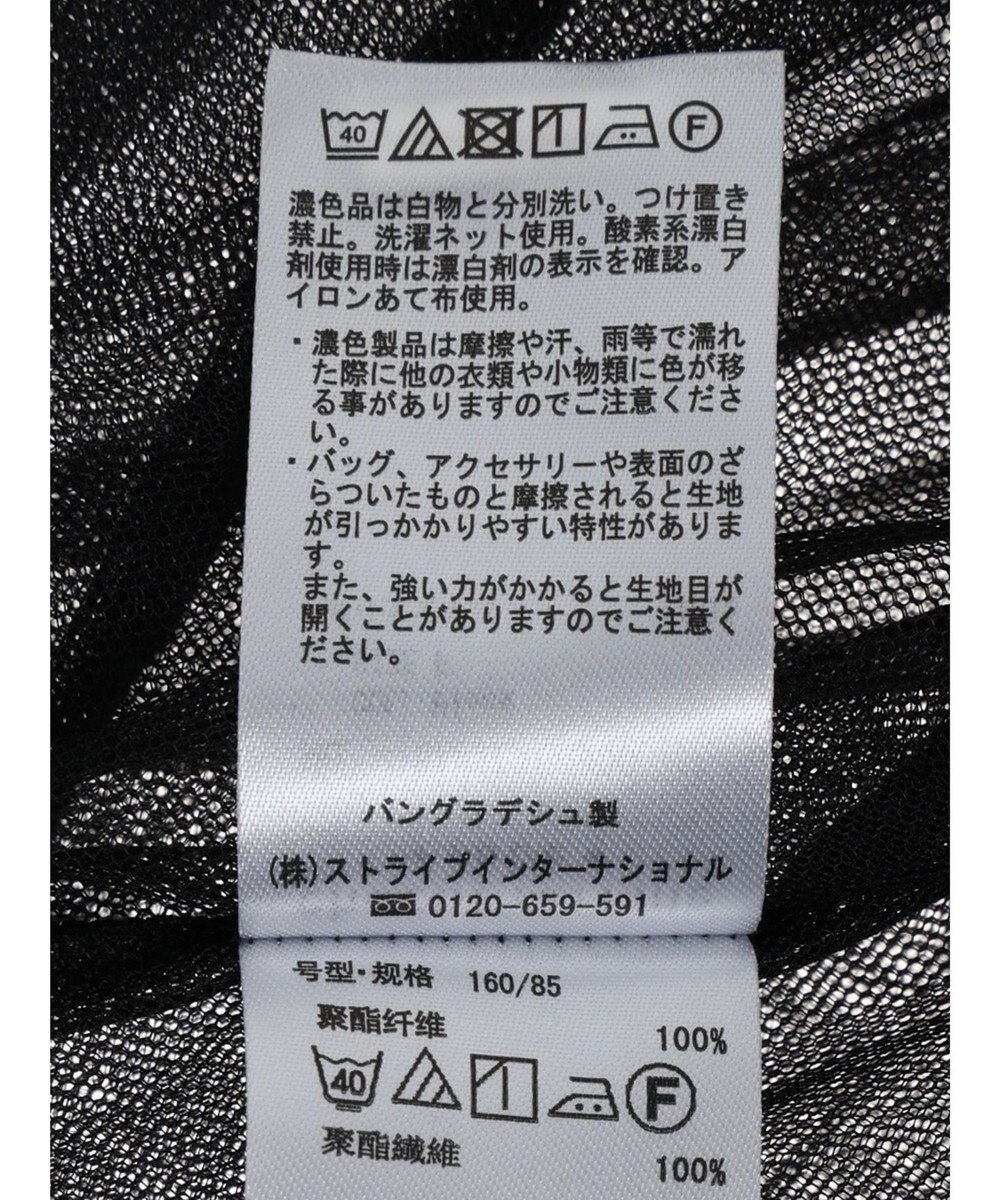 40 F
濃色品は白物と分別洗い。つけ置き
禁止。洗濯ネット使用。酸素系漂白
剤使用時は漂白剤の表示を確認。ア
イロンあて布使用。
・濃色製品は摩擦や汗、雨等で濡れ
た際に他の衣類や小物類に色が移
る事がありますのでご注意くださ
い。
・バッグ、アクセサリーや表面のざ
らついたものと摩擦されると生地
が引っかかりやすい特性がありま
す。
また、強い力がかかると生地目が
開くことがありますのでご注意く
ださい。
バングラデシュ製
(株)ストライプインターナショナル
0120-659-591
号型·规格 160/85
聚酯纤维 100%
40 F
聚酯纖維 100%